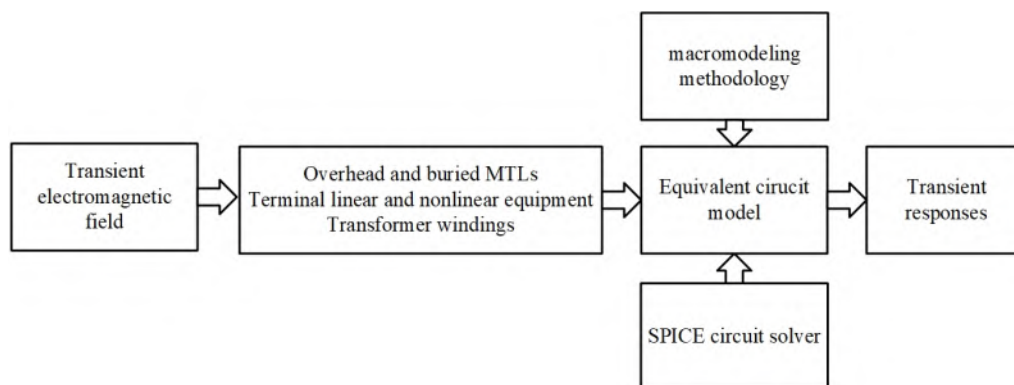 macromodeling
methodology
Transient
electromagnetic
field
Overhead and buried MTLs
Terminal linear and nonlinear equipment
Transformer windings
Equivalent cirucit
model
Transient
responses
SPICE circuit solver